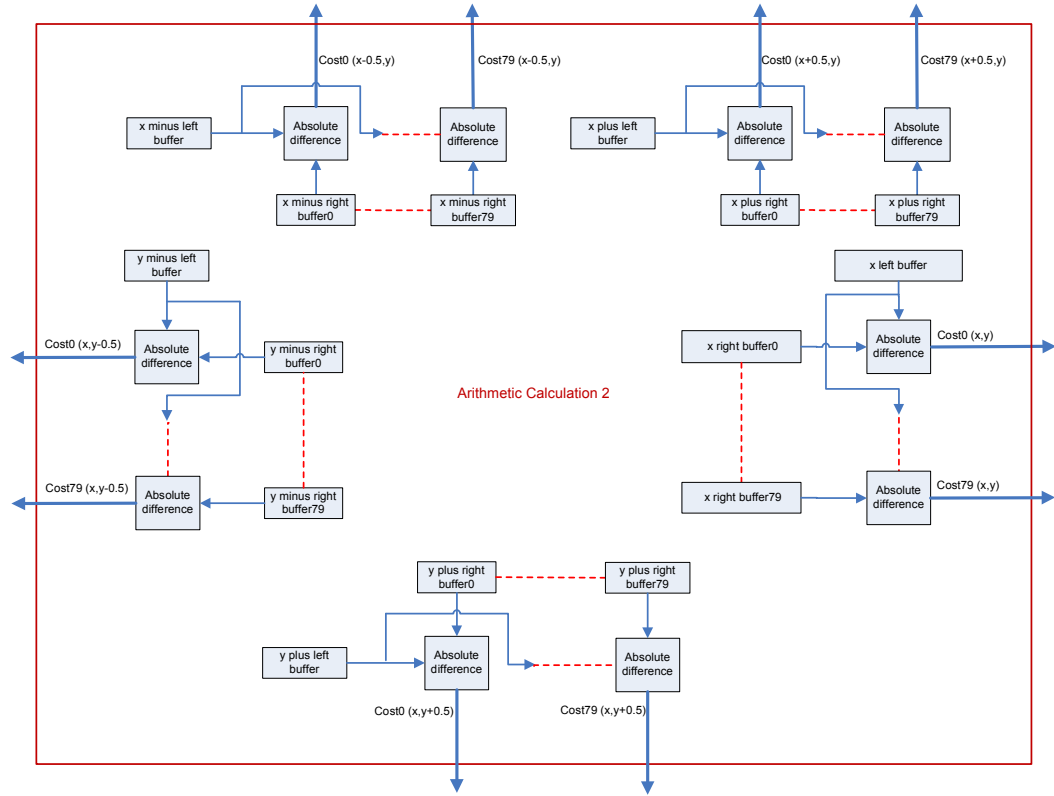 Cost0 (x-0.5,y)
Cost79 (x-0.5,y)
Cost0 (x+0.5,y)
Cost79 (x+0.5,y)
x minus left
buffer
Absolute
difference
Absolute
difference
x plus left
buffer
Absolute
difference
Absolute
difference
x minus right
buffer0
x minus right
buffer79
x plus right
buffer0
x plus right
buffer79
y minus left
buffer
x left buffer
Cost0 (x,y-0.5)
Absolute
difference
y minus right
buffer0
x right buffer0
Absolute
difference
Cost0 (x,y)
Arithmetic Calculation 2
Cost79 (x,y-0.5)
Absolute
difference
y minus right
buffer79
x right buffer79
Absolute
difference
Cost79 (x,y)
y plus right
buffer0
y plus right
buffer79
y plus left
buffer
Absolute
difference
Absolute
difference
Cost0 (x,y+0.5)
Cost79 (x,y+0.5)